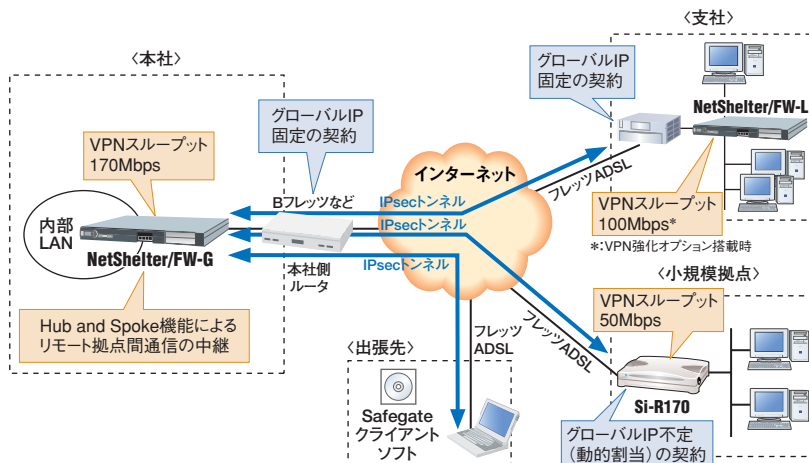 〈本社〉
VPNスループット
170Mbps
内部
LAN
NetShelter/FW-G
Hub and Spoke機能による
リモート拠点間通信の中継
グローバルIP
固定の契約
Bフレッツなど
本社側
ルータ
インターネット
IPsecトンネル
IPsecトンネル
IPsecトンネル
〈支社〉
グローバルIP
固定の契約
NetShelter/FW-L
フレッツADSL
VPNスループット
100Mbps*
*:VPN強化オプション搭載時
〈小規模拠点〉
VPNスループット
50Mbps
フレッツADSL
Si-R170
グローバルIP不定
(動的割当)の契約
フレッツ
ADSL
〈出張先〉
Safegate
クライアント
ソフト